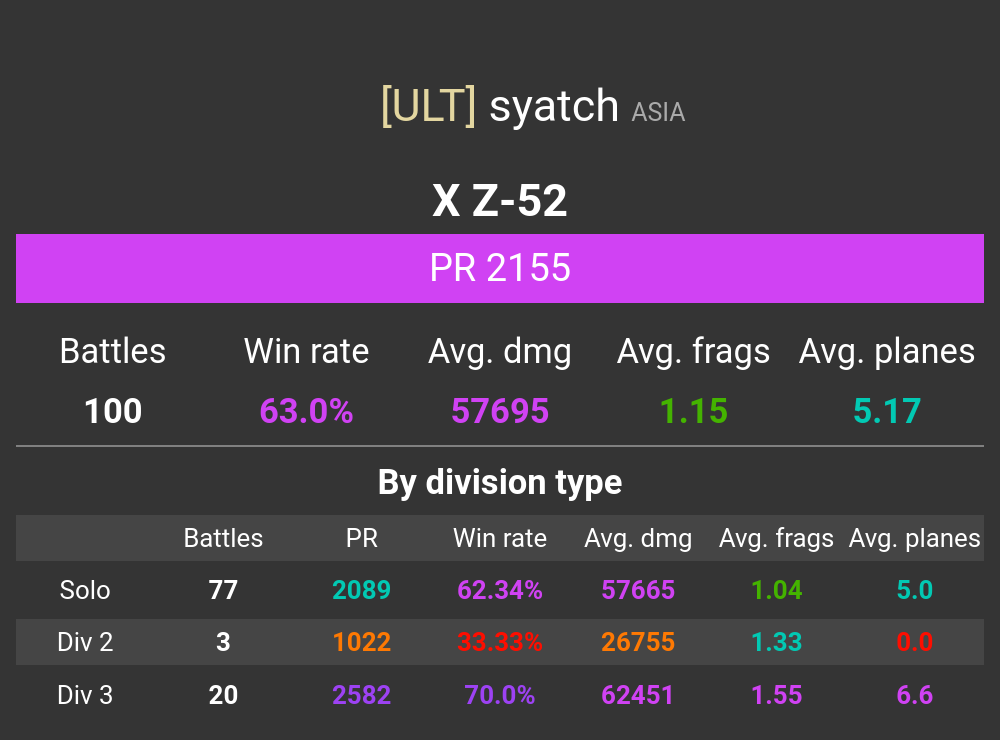 [ULT] syatch ASIA
X Z-52
PR 2155
Battles Win rate Avg. dmg Avg. frags Avg. planes
100 63.0% 57695 1.15 5.17
By division type
Battles PR Win rate Avg. dmg Avg. frags Avg. planes
Solo 77 2089 62.34% 57665 1.04 5.0
Div 2 3 1022 33.33% 26755 1.33 0.0
Div 3 20 2582 70.0% 62451 1.55 6.6